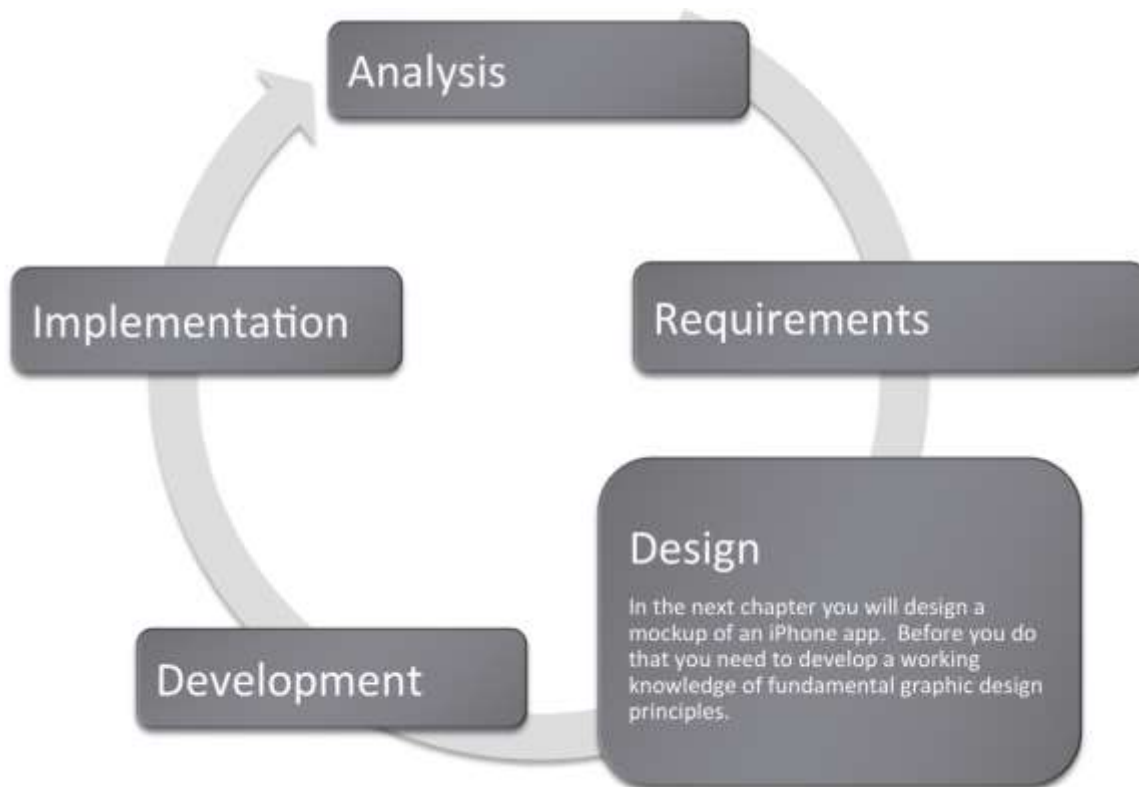 Analysis
Requirements
Design
In the next chapter you will design a
mockup of an iPhone app.  Before you do
that you need to develop a working
knowledge of fundamental graphic design
principles.
Development
Implementation